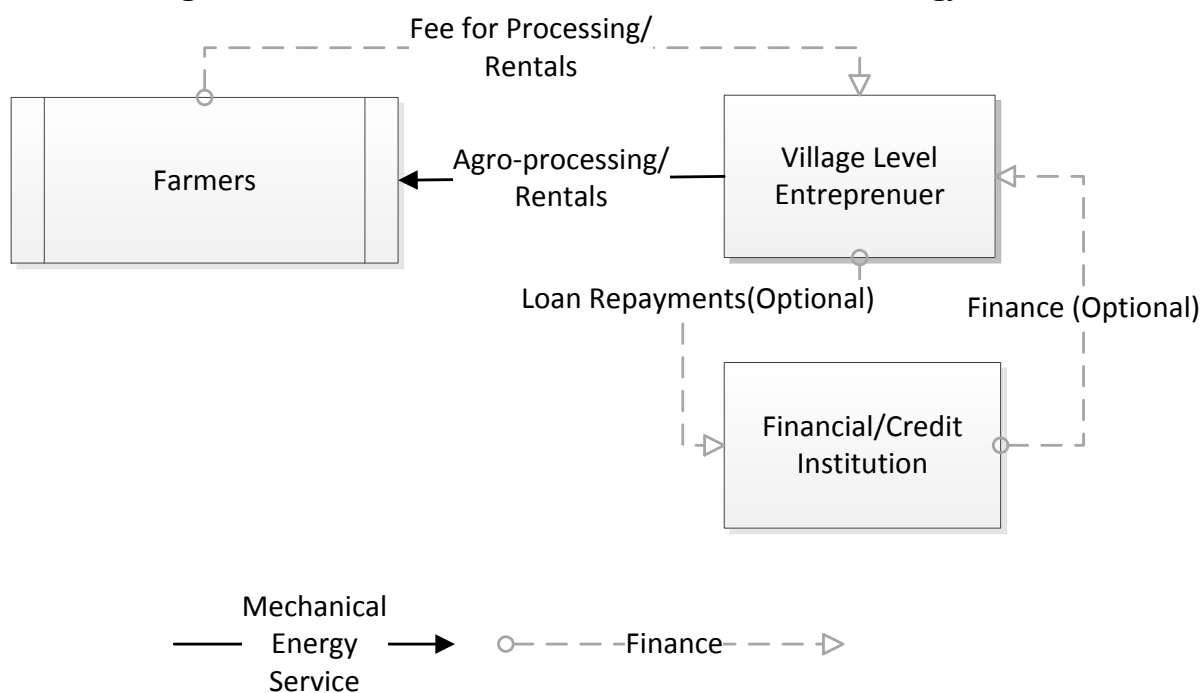 Fee for Processing/
Rentals
Farmers
Agro-processing/
Rentals
Village Level
Entreprenuer
Loan Repayments(Optional)
Finance (Optional)
Financial/Credit
Institution
Mechanical
Energy
Service
Finance